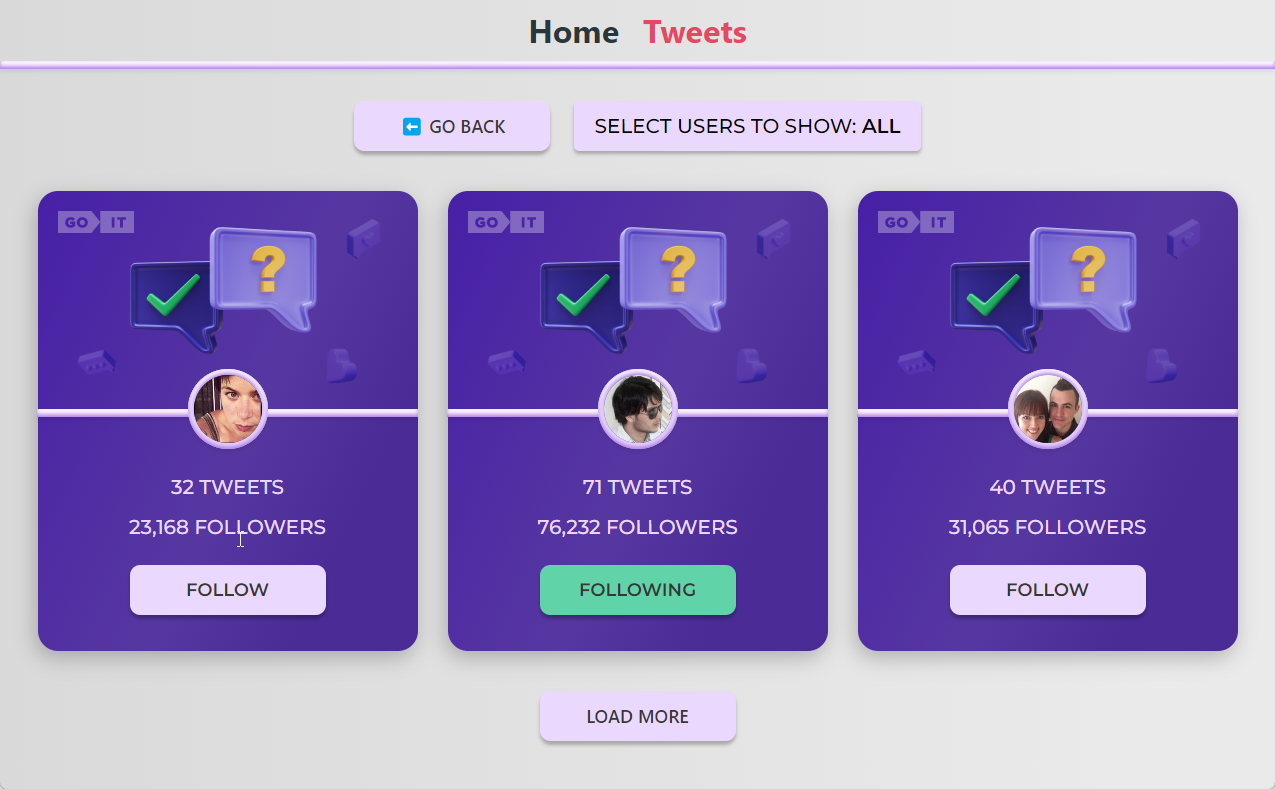 Home Tweets
GO BACK
SELECT USERS TO SHOW: ALL
GO IT
GO IT
GO IT
?
?
?
32 TWEETS
71 TWEETS
40 TWEETS
23,168 FOLLOWERS
76,232 FOLLOWERS
31,065 FOLLOWERS
FOLLOW
FOLLOWING
FOLLOW
LOAD MORE